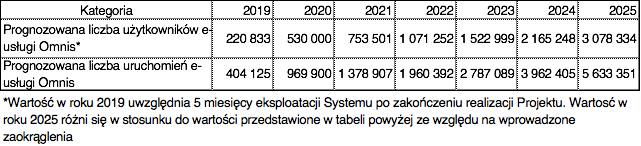 Kategoria 2019 2020 2021 2022 2023 2024 2025
Prognozowana liczba użytkowników e-
usługi Omnis* 220 833 530 000 753 501 1 071 252 1 522 999 2 165 248 3 078 334
Prognozowana liczba uruchomień e-
usługi Omnis 404 125 969 900 1 378 907 1 960 392 2 787 089 3 962 405 5 633 351
*Wartość w roku 2019 uwzględnia 5 miesięcy eksploatacji Systemu po zakończeniu realizacji Projektu. Wartość w
roku 2025 różni się w stosunku do wartości przedstawione w tabeli powyżej ze względu na wprowadzone
zaokrąglenia